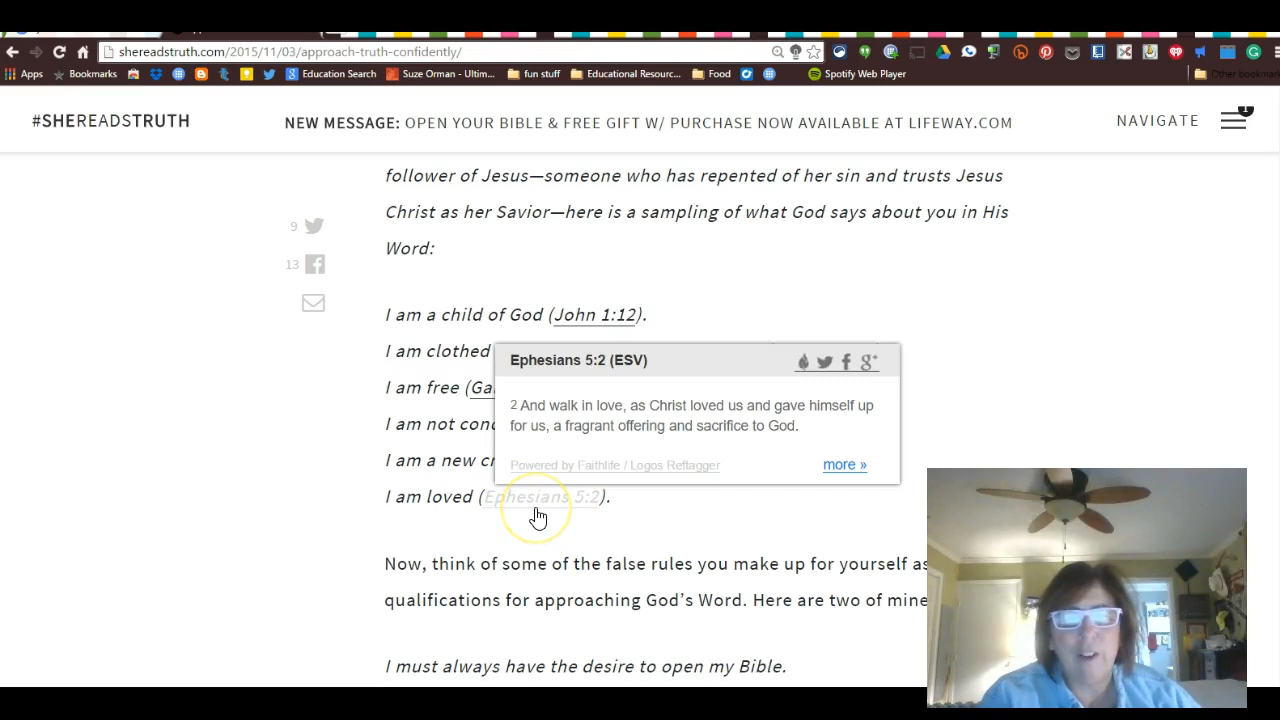 shereadstruth.com/2015/11/03/approach-truth-confidently/
Apps Bookmarks Education Search Suze Orman - Ultim... fun stuff Educational Resourc... Food Spotify Web Player Other bookmar
#SHEREADSTRUTH
NEW MESSAGE: OPEN YOUR BIBLE & FREE GIFT W/ PURCHASE NOW AVAILABLE AT LIFEWAY.COM
NAVIGATE
1
follower of Jesus—someone who has repented of her sin and trusts Jesus
Christ as her Savior—here is a sampling of what God says about you in His
Word:
9
13
I am a child of God (John 1:12).
I am clothed
I am free (Ga
I am not con
I am a new cr
I am loved (Ephesians 5:2).
Ephesians 5:2 (ESV)
2 And walk in love, as Christ loved us and gave himself up
for us, a fragrant offering and sacrifice to God.
Powered by Faithlife / Logos Reftagger
more »
Now, think of some of the false rules you make up for yourself as
qualifications for approaching God's Word. Here are two of mine
I must always have the desire to open my Bible.